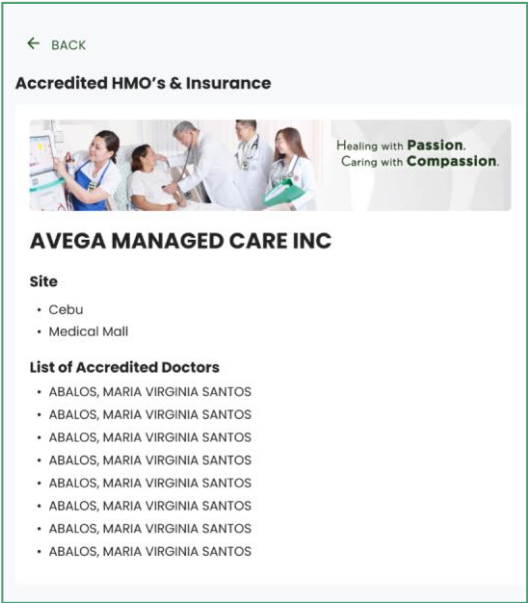 ← BACK
Accredited HMO's & Insurance
Healing with Passion.
Caring with Compassion.
AVEGA MANAGED CARE INC
Site
• Cebu
• Medical Mall
List of Accredited Doctors
• ABALOS, MARIA VIRGINIA SANTOS
• ABALOS, MARIA VIRGINIA SANTOS
• ABALOS, MARIA VIRGINIA SANTOS
• ABALOS, MARIA VIRGINIA SANTOS
• ABALOS, MARIA VIRGINIA SANTOS
• ABALOS, MARIA VIRGINIA SANTOS
• ABALOS, MARIA VIRGINIA SANTOS
• ABALOS, MARIA VIRGINIA SANTOS